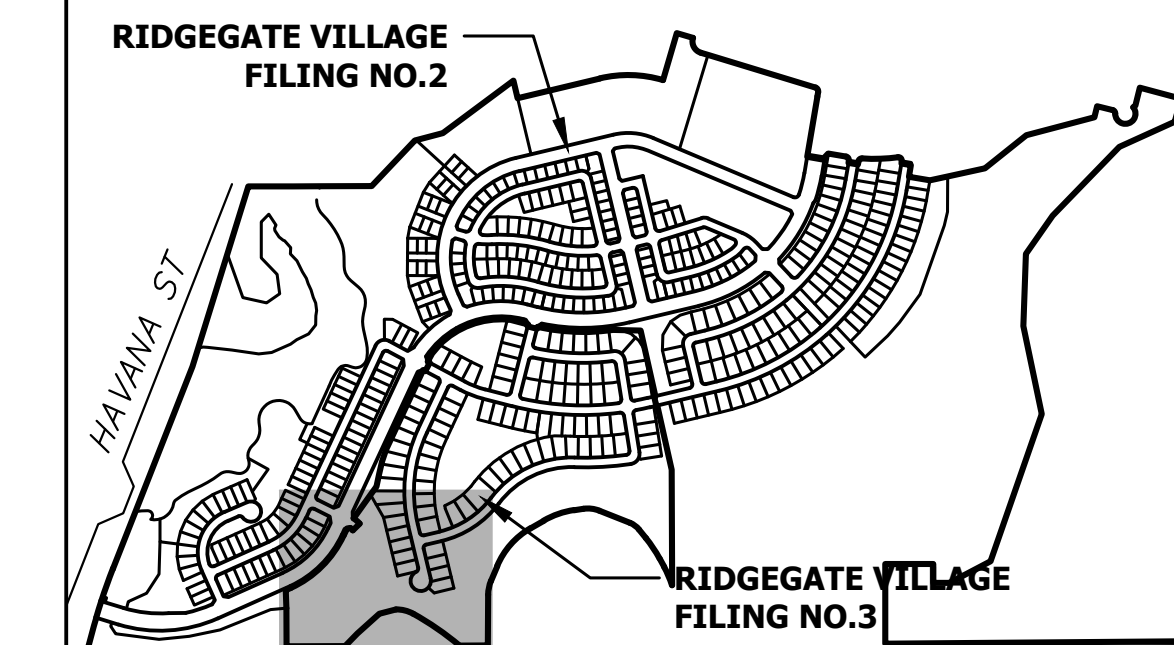 RIDGEGATE VILLAGE
FILING NO.2
HAVANA ST
RIDGEGATE VILLAGE
FILING NO.3